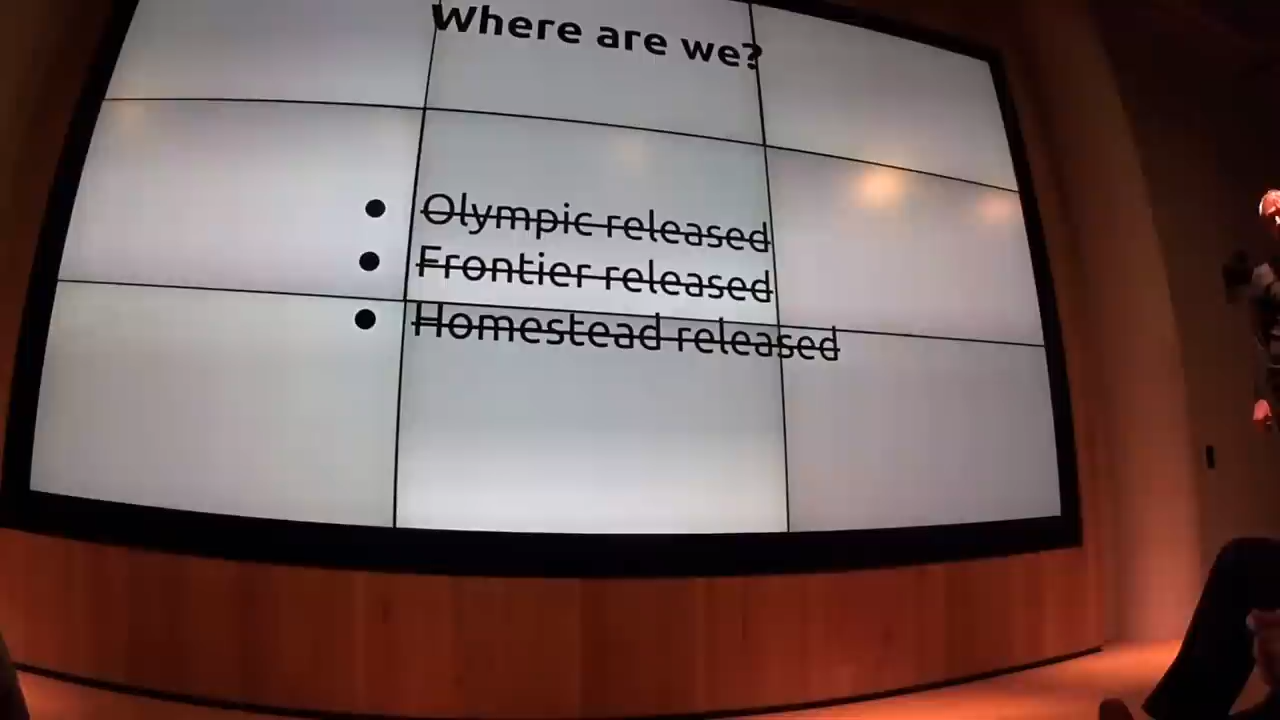 Where are we?
Olympic released
Frontier released
Homestead released